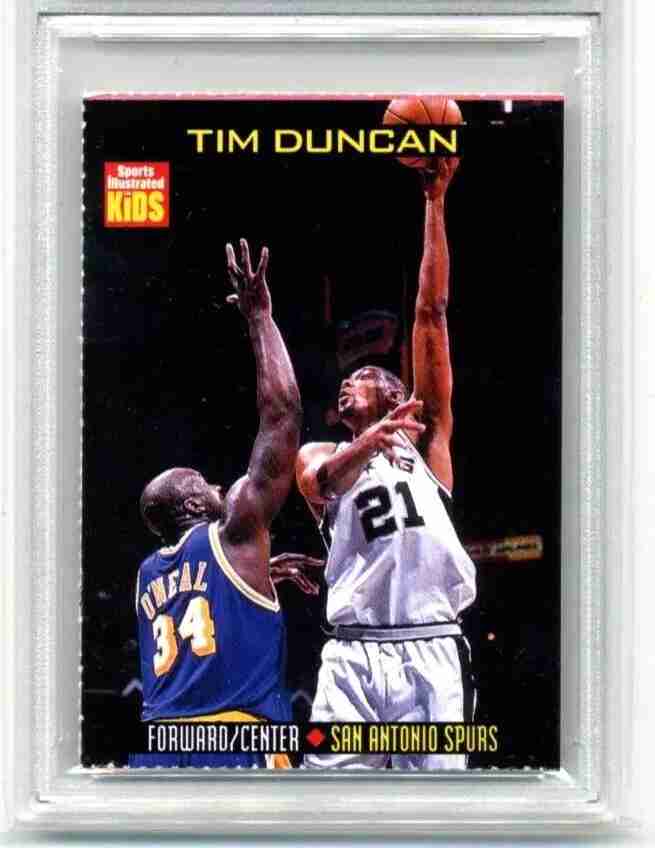 TIM DUNCAN
Sports
Illustrated
KiDS
21
O'NEAL
34
FORWARD/CENTER ♦ SAN ANTONIO SPURS